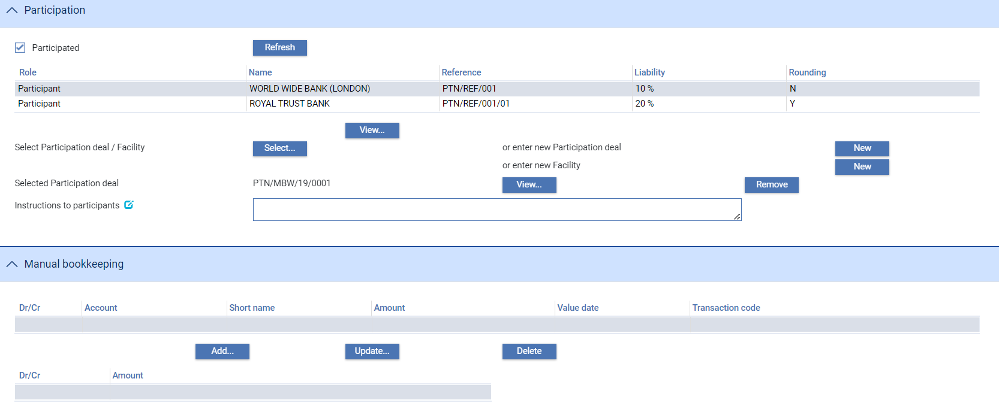 Participation
Participated Refresh
Role Name Reference Liability Rounding
Participant WORLD WIDE BANK (LONDON) PTN/REF/001 10 % N
Participant ROYAL TRUST BANK PTN/REF/001/01 20 % Y
View...
Select Participation deal / Facility Select... or enter new Participation deal New
or enter new Facility New
Selected Participation deal PTN/MBW/19/0001 View... Remove
Instructions to participants
Manual bookkeeping
Dr/Cr Account Short name Amount Value date Transaction code
Add... Update... Delete
Dr/Cr Amount